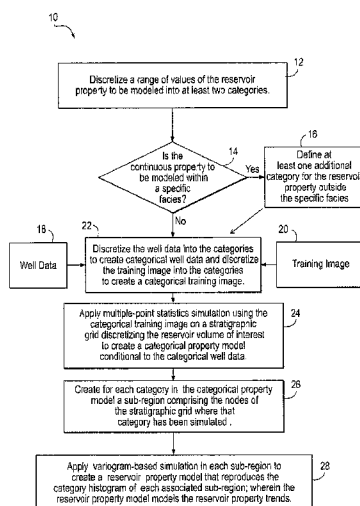 10
12
Discretize a range of values of the reservoir
property to be modeled into at least two categories.
14
Is the
continuous property to
be modeled within
a specific
facies?
Yes
16
Define at
least one additional
category for the reservoir
property outside
the specific facies
No
18
Well Data
22
Discretize the well data into the categories
to create categorical well data and discretize
the training image into the categories
to create a categorical training image.
20
Training Image
24
Apply multiple-point statistics simulation using the
categorical training image on a stratigraphic
grid discretizing the reservoir volume of interest
to create a categorical property model
conditional to the categorical well data.
26
Create for each category in the categorical property
model a sub-region comprising the nodes
of the stratigraphic grid where that
category has been simulated .
28
Apply variogram-based simulation in each sub-region to
create a reservoir property model that reproduces the
category histogram of each associated sub-region; wherein the
reservoir property model models the reservoir property trends.